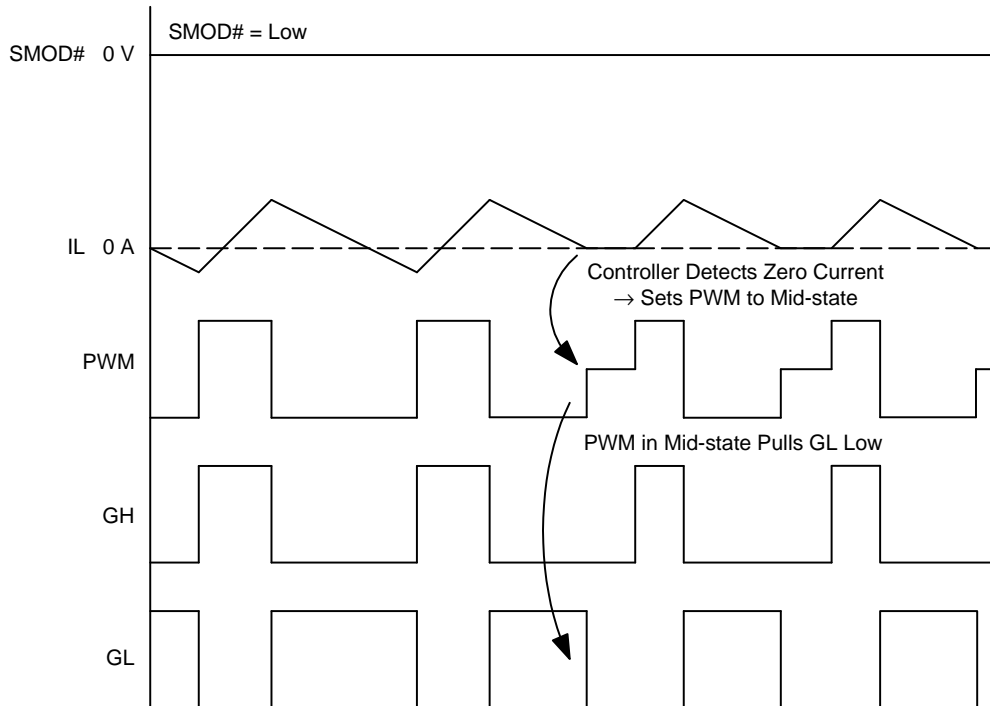 SMOD# = Low
SMOD# 0 V
IL 0 A
Controller Detects Zero Current
→ Sets PWM to Mid-state
PWM
PWM in Mid-state Pulls GL Low
GH
GL